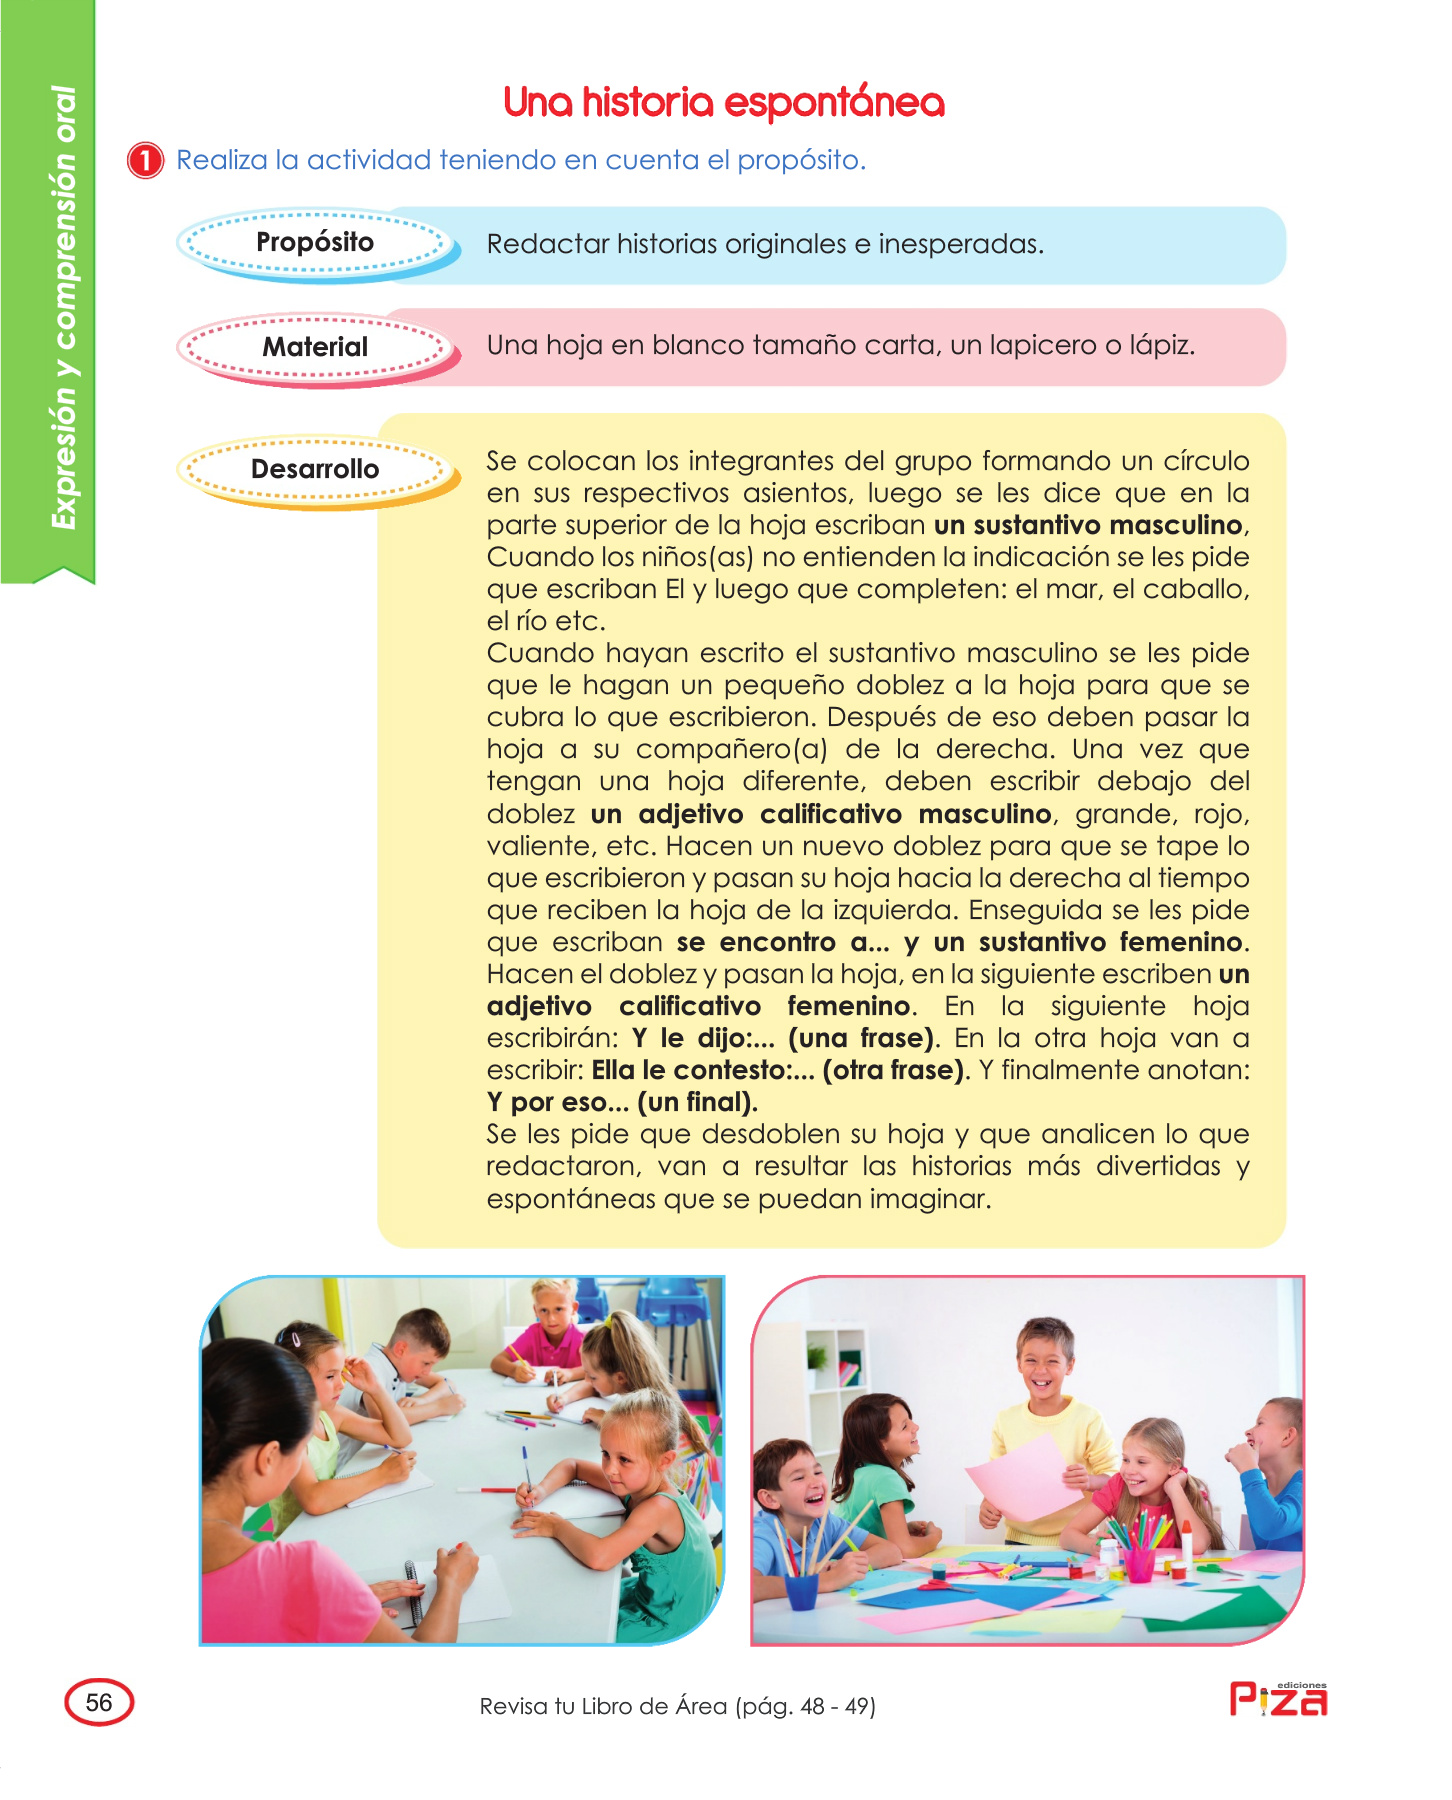 Expresión y comprensión oral
Una historia espontánea
1 Realiza la actividad teniendo en cuenta el propósito.
Propósito
Redactar historias originales e inesperadas.
Material
Una hoja en blanco tamaño carta, un lapicero o lápiz.
Desarrollo
Se colocan los integrantes del grupo formando un círculo
en sus respectivos asientos, luego se les dice que en la
parte superior de la hoja escriban un sustantivo masculino,
Cuando los niños(as) no entienden la indicación se les pide
que escriban El y luego que completen: el mar, el caballo,
el río etc.
Cuando hayan escrito el sustantivo masculino se les pide
que le hagan un pequeño doblez a la hoja para que se
cubra lo que escribieron. Después de eso deben pasar la
hoja a su compañero(a) de la derecha. Una vez que
tengan una hoja diferente, deben escribir debajo del
doblez un adjetivo calificativo masculino, grande, rojo,
valiente, etc. Hacen un nuevo doblez para que se tape lo
que escribieron y pasan su hoja hacia la derecha al tiempo
que reciben la hoja de la izquierda. Enseguida se les pide
que escriban se encontro a... y un sustantivo femenino.
Hacen el doblez y pasan la hoja, en la siguiente escriben un
adjetivo calificativo femenino. En la siguiente hoja
escribirán: Y le dijo:... (una frase). En la otra hoja van a
escribir: Ella le contesto:... (otra frase). Y finalmente anotan:
Y por eso... (un final).
Se les pide que desdoblen su hoja y que analicen lo que
redactaron, van a resultar las historias más divertidas y
espontáneas que se puedan imaginar.
56
Revisa tu Libro de Área (pág. 48 - 49)
ediciones
Piza